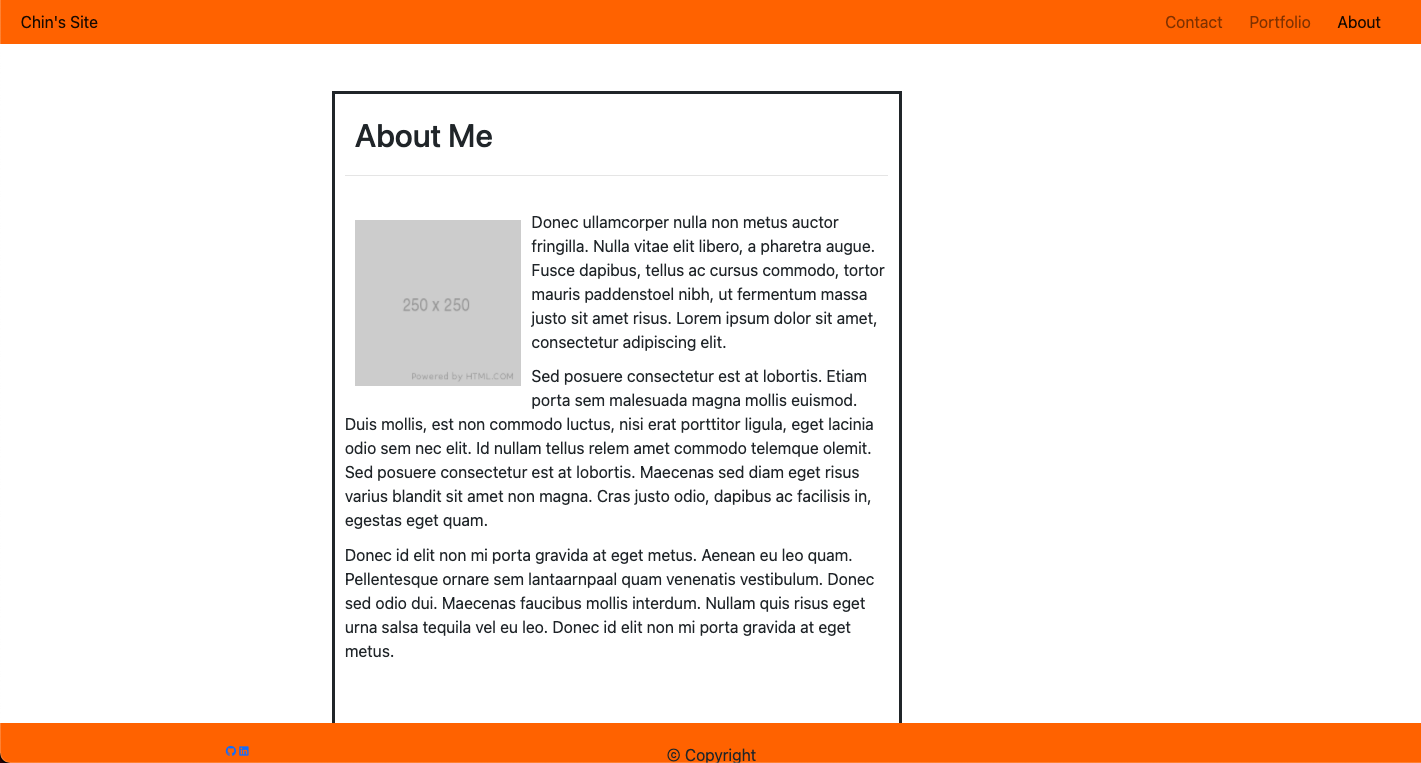 Chin's Site
Contact Portfolio About
About Me
250 x 250
Powered by HTML.COM
Donec ullamcorper nulla non metus auctor
fringilla. Nulla vitae elit libero, a pharetra augue.
Fusce dapibus, tellus ac cursus commodo, tortor
mauris paddenstoel nibh, ut fermentum massa
justo sit amet risus. Lorem ipsum dolor sit amet,
consectetur adipiscing elit.
Sed posuere consectetur est at lobortis. Etiam
porta sem malesuada magna mollis euismod.
Duis mollis, est non commodo luctus, nisi erat porttitor ligula, eget lacinia
odio sem nec elit. Id nullam tellus relem amet commodo telemque olemit.
Sed posuere consectetur est at lobortis. Maecenas sed diam eget risus
varius blandit sit amet non magna. Cras justo odio, dapibus ac facilisis in,
egestas eget quam.
Donec id elit non mi porta gravida at eget metus. Aenean eu leo quam.
Pellentesque ornare sem lantaarnpaal quam venenatis vestibulum. Donec
sed odio dui. Maecenas faucibus mollis interdum. Nullam quis risus eget
urna salsa tequila vel eu leo. Donec id elit non mi porta gravida at eget
metus.
© Copyright